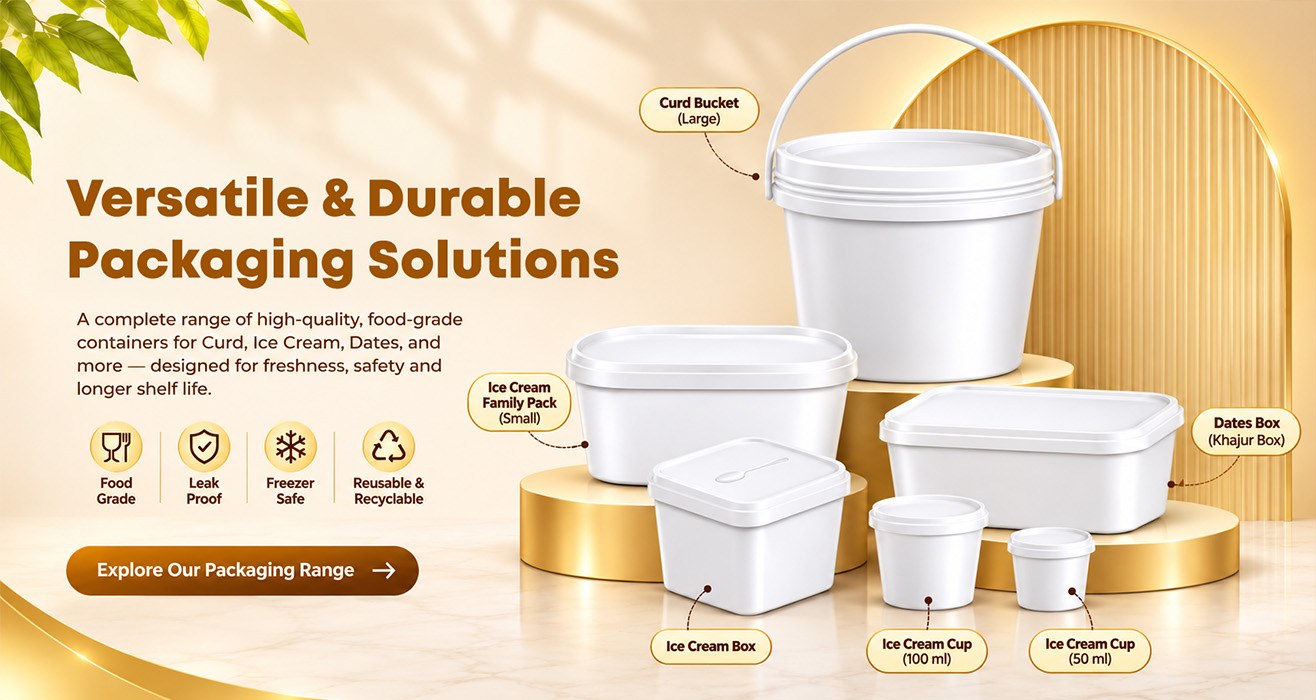 Versatile & Durable
Packaging Solutions
A complete range of high-quality, food-grade
containers for Curd, Ice Cream, Dates, and
more — designed for freshness, safety and
longer shelf life.
Food
Grade
Leak
Proof
Freezer
Safe
Reusable &
Recyclable
Explore Our Packaging Range
Curd Bucket
(Large)
Ice Cream
Family Pack
(Small)
Dates Box
(Khajur Box)
Ice Cream Box
Ice Cream Cup
(100 ml)
Ice Cream Cup
(50 ml)